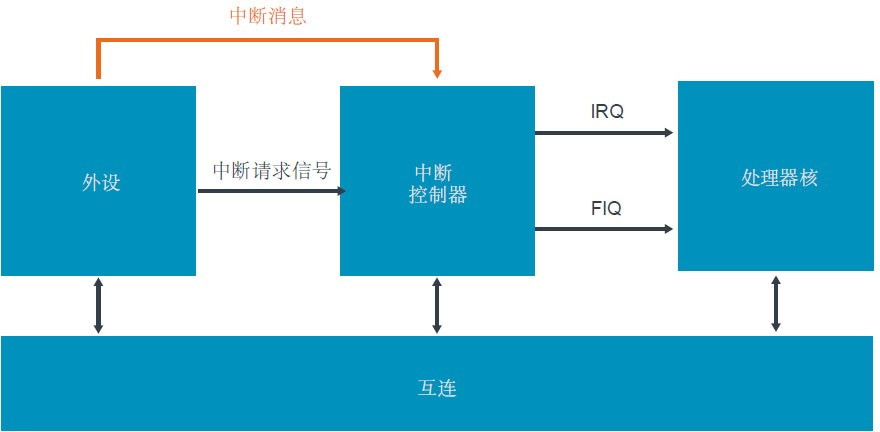 中断消息
外设
中断请求信号
中断
控制器
IRQ
FIQ
处理器核
互连